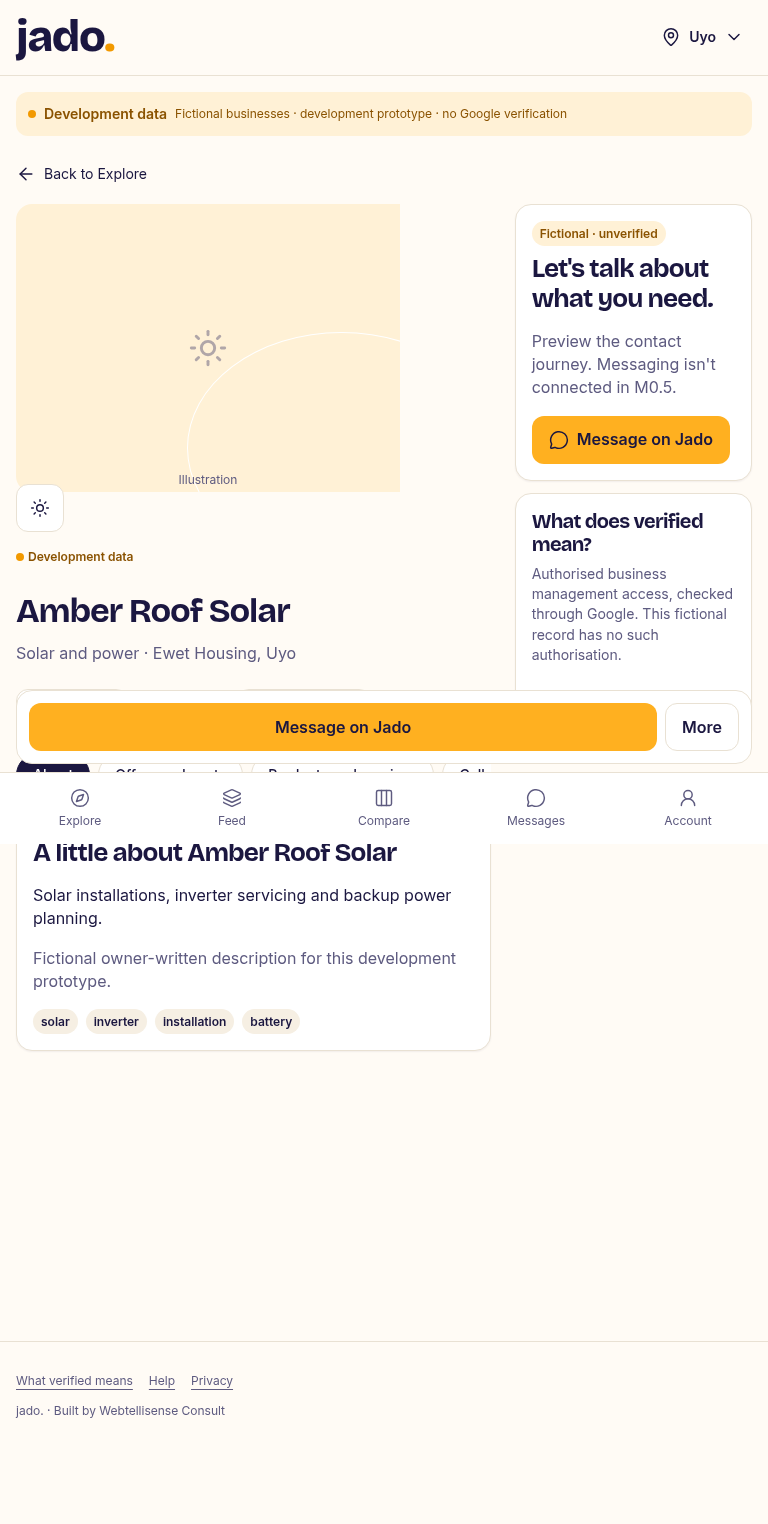 jado.
Uyo
Development data Fictional businesses · development prototype · no Google verification
Back to Explore
Illustration
Development data
Amber Roof Solar
Solar and power · Ewet Housing, Uyo
Fictional · unverified
Let's talk about
what you need.
Preview the contact
journey. Messaging isn't
connected in M0.5.
Message on Jado
What does verified
mean?
Authorised business
management access, checked
through Google. This fictional
record has no such
authorisation.
Message on Jado
More
Explore
Feed
Compare
Messages
Account
A little about Amber Roof Solar
Solar installations, inverter servicing and backup power
planning.
Fictional owner-written description for this development
prototype.
solar inverter installation battery
What verified means Help Privacy
jado. · Built by Webtellisense Consult